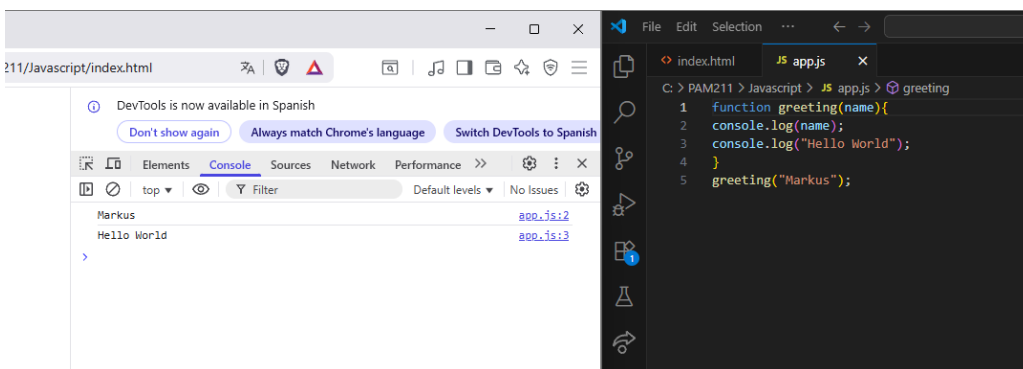 211/Javascript/index.html
DevTools is now available in Spanish
Don't show again Always match Chrome's language Switch DevTools to Spanish
Elements Console Sources Network Performance
top Filter Default levels No Issues
Markus app.js:2
Hello World app.js:3
>
File Edit Selection ···
index.html JS app.js
C: > PAM211 > Javascript > JS app.js > greeting
1 function greeting(name){
2 console.log(name);
3 console.log("Hello World");
4 }
5 greeting("Markus");
1